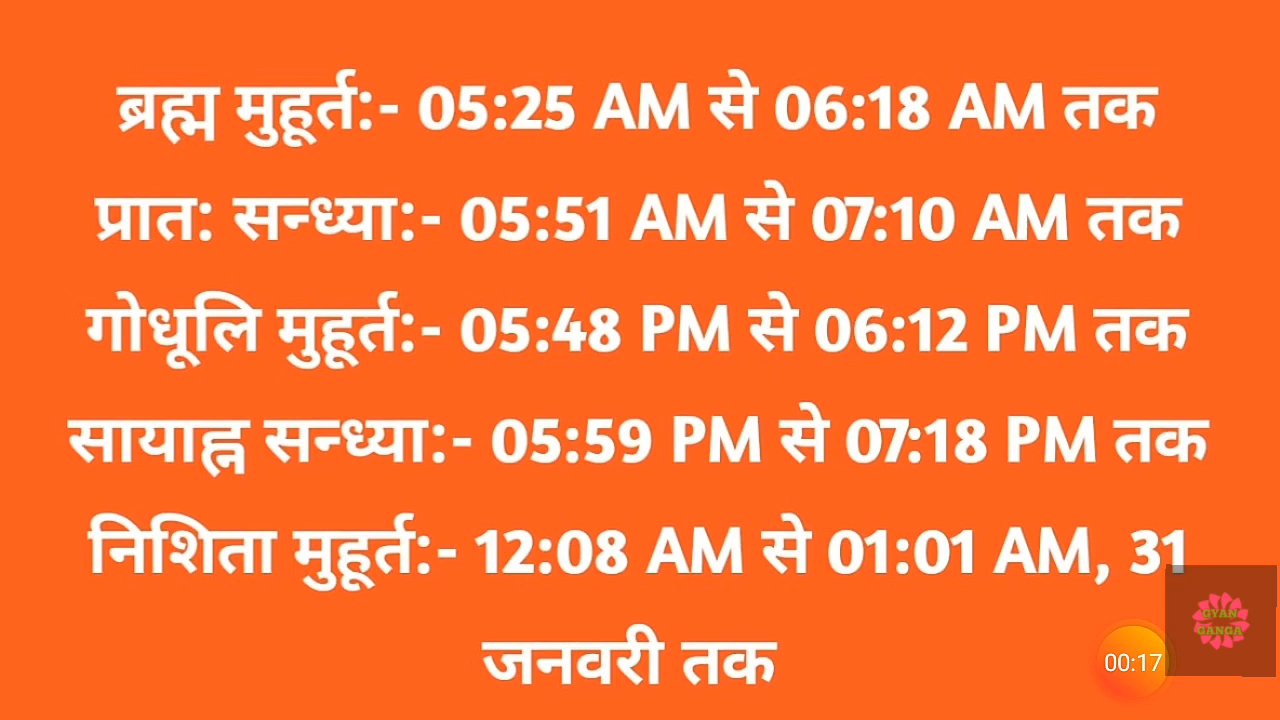 ब्रह्म मुहूर्त:- 05:25 AM से 06:18 AM तक
प्रात: सन्ध्या:- 05:51 AM से 07:10 AM तक
गोधूलि मुहूर्त:- 05:48 PM से 06:12 PM तक
सायाह्न सन्ध्या:- 05:59 PM से 07:18 PM तक
निशिता मुहूर्त:- 12:08 AM से 01:01 AM, 31
जनवरी तक
GYAN
GANGA
00:17